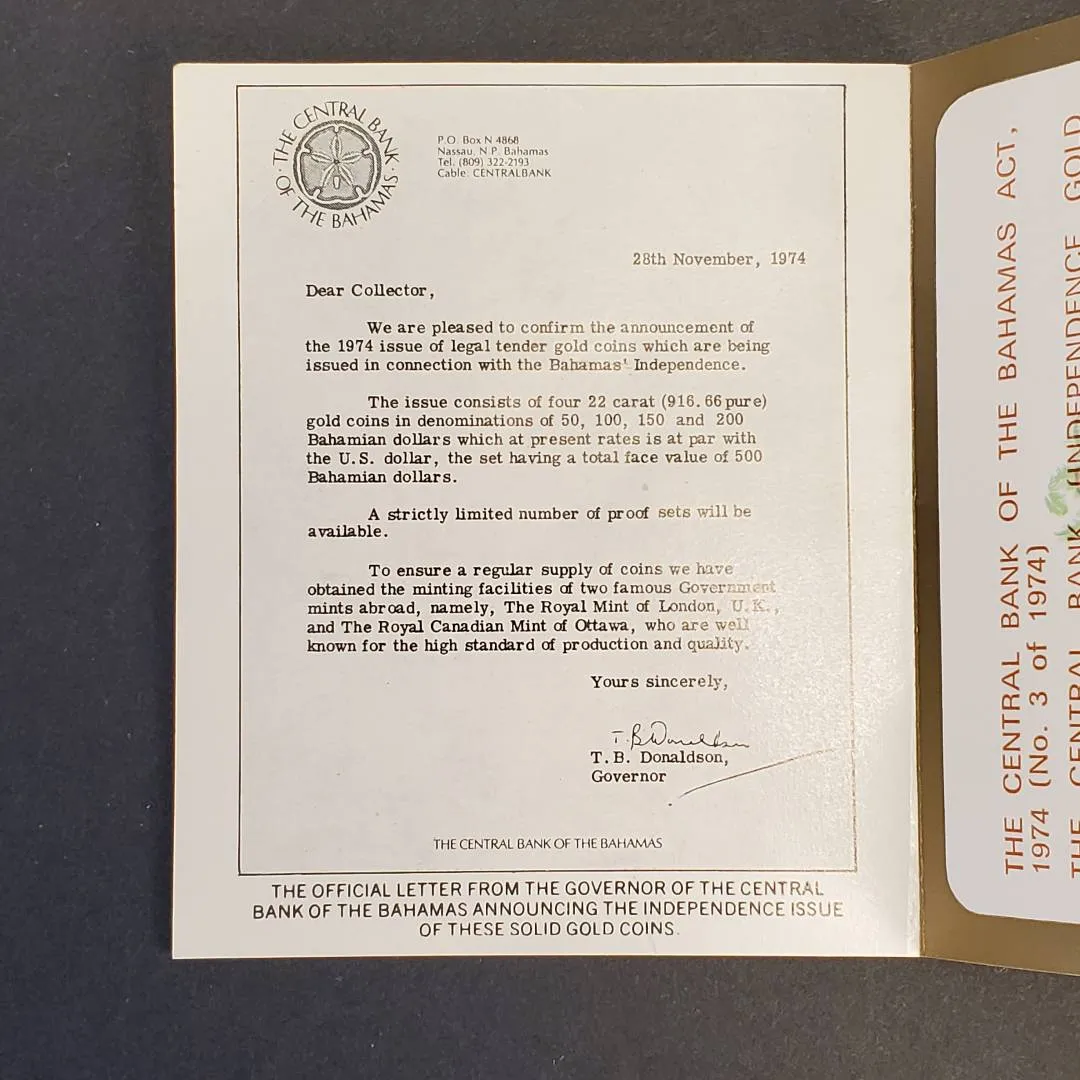 THE CENTRAL BANK
OF THE BAHAMAS
P.O. Box N 4868
Nassau, N.P. Bahamas
Tel. (809) 322-2193
Cable: CENTRALBANK
28th November, 1974
Dear Collector,
We are pleased to confirm the announcement of
the 1974 issue of legal tender gold coins which are being
issued in connection with the Bahamas' Independence.
The issue consists of four 22 carat (916.66 pure)
gold coins in denominations of 50, 100, 150 and 200
Bahamian dollars which at present rates is at par with
the U.S. dollar, the set having a total face value of 500
Bahamian dollars.
A strictly limited number of proof sets will be
available.
To ensure a regular supply of coins we have
obtained the minting facilities of two famous Government
mints abroad, namely, The Royal Mint of London, U.K.,
and The Royal Canadian Mint of Ottawa, who are well
known for the high standard of production and quality.
Yours sincerely,
T.B. Donaldson
T.B. Donaldson,
Governor
THE CENTRAL BANK OF THE BAHAMAS
THE OFFICIAL LETTER FROM THE GOVERNOR OF THE CENTRAL
BANK OF THE BAHAMAS ANNOUNCING THE INDEPENDENCE ISSUE
OF THESE SOLID GOLD COINS.
THE CENTRAL BANK OF THE BAHAMAS ACT,
1974 (No. 3 of 1974)
THE CENTRAL BANK (INDEPENDENCE GOLD